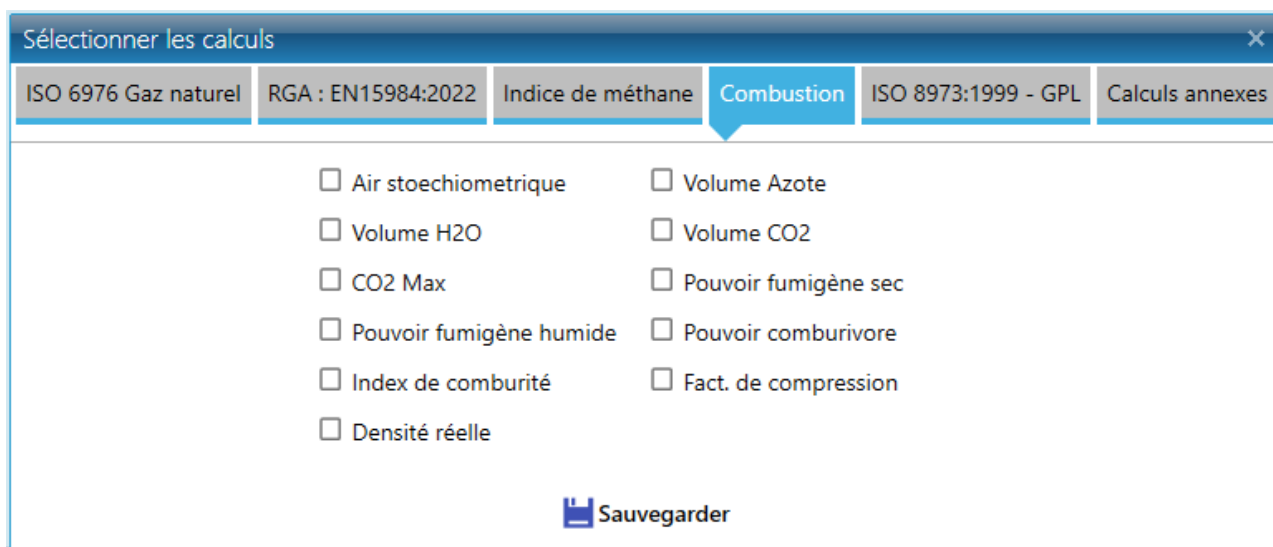 Sélectionner les calculs
ISO 6976 Gaz naturel RGA : EN15984:2022 Indice de méthane Combustion ISO 8973:1999 - GPL Calculs annexes
Air stoechiometrique Volume Azote
Volume H2O Volume CO2
CO2 Max Pouvoir fumigène sec
Pouvoir fumigène humide Pouvoir comburivore
Index de comburité Fact. de compression
Densité réelle
Sauvegarder